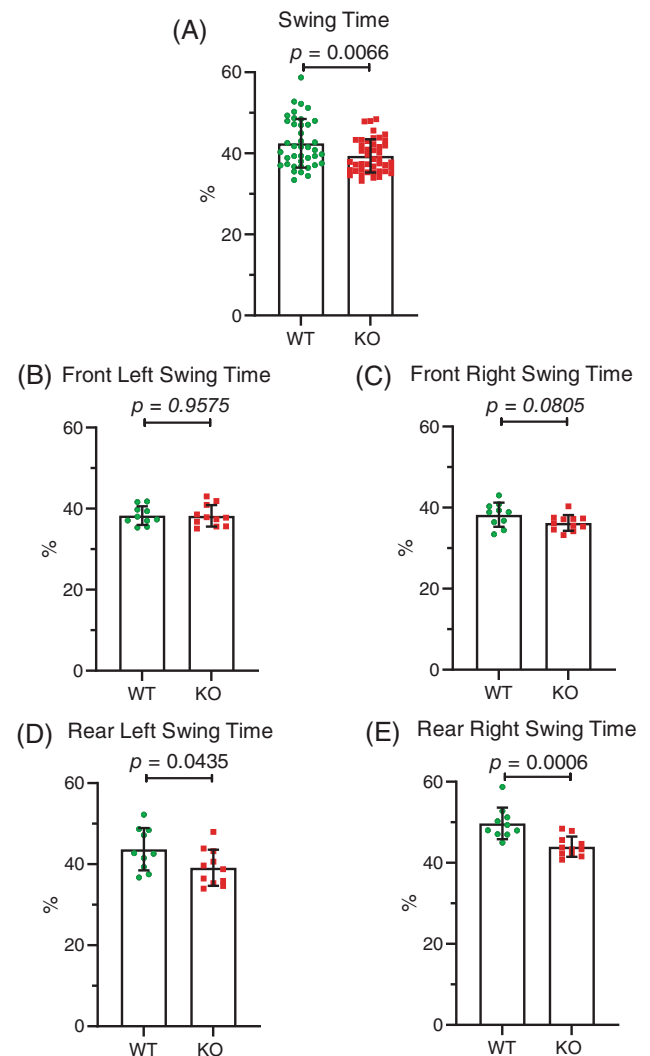 (A) Swing Time
p = 0.0066
60
40
20
0
%
WT KO
(B) Front Left Swing Time
p = 0.9575
60
40
20
0
%
WT KO
(C) Front Right Swing Time
p = 0.0805
60
40
20
0
%
WT KO
(D) Rear Left Swing Time
p = 0.0435
60
40
20
0
%
WT KO
(E) Rear Right Swing Time
p = 0.0006
60
40
20
0
%
WT KO